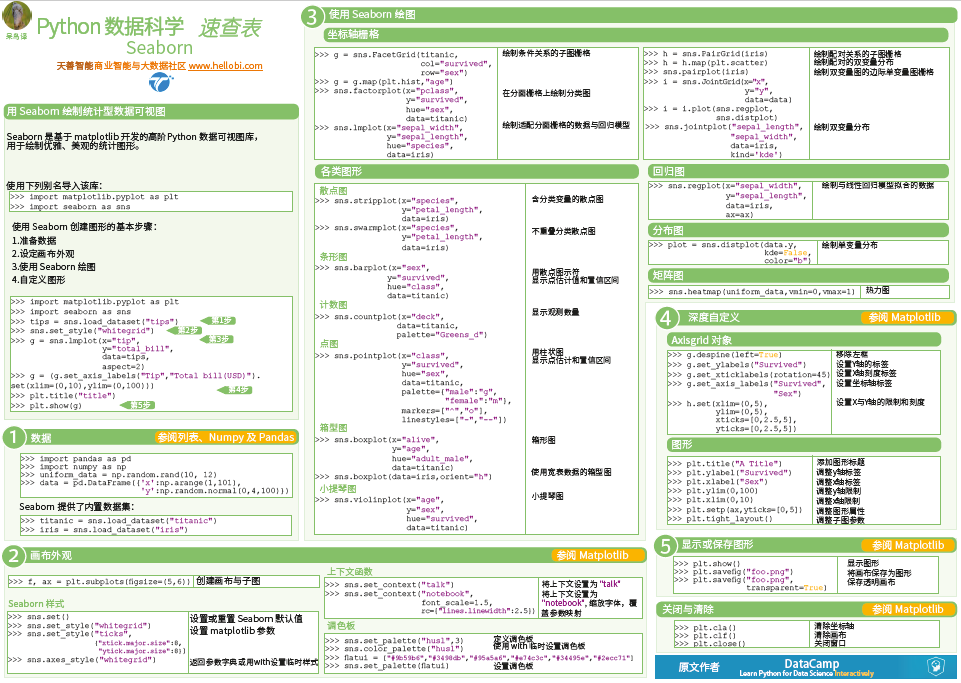 呆鸟 译
Python 数据科学 速查表
Seaborn
天善智能 商业智能与大数据社区 www.hellobi.com
用 Seaborn 绘制统计型数据可视图
Seaborn 是基于 matplotlib 开发的高阶 Python 数据可视图库，
用于绘制优雅、美观的统计图形。
使用下列别名导入该库：
>>> import matplotlib.pyplot as plt
>>> import seaborn as sns
使用 Seaborn 创建图形的基本步骤：
1.准备数据
2.设定画布外观
3.使用 Seaborn 绘图
4.自定义图形
>>> import matplotlib.pyplot as plt
>>> import seaborn as sns
>>> tips = sns.load_dataset("tips") 第1步
>>> sns.set_style("whitegrid") 第2步
>>> g = sns.lmplot(x="tip", 第3步
y="total_bill",
data=tips,
aspect=2)
>>> g = (g.set_axis_labels("Tip","Total bill(USD)").
set(xlim=(0,10),ylim=(0,100))) 第4步
>>> plt.title("title")
>>> plt.show(g) 第5步
1 数据 参阅列表、Numpy 及 Pandas
>>> import pandas as pd
>>> import numpy as np
>>> uniform_data = np.random.rand(10, 12)
>>> data = pd.DataFrame({'x':np.arange(1,101),
'y':np.random.normal(0,4,100)})
Seaborn 提供了内置数据集：
>>> titanic = sns.load_dataset("titanic")
>>> iris = sns.load_dataset("iris")
2 画布外观 参阅 Matplotlib
>>> f, ax = plt.subplots(figsize=(5,6)) 创建画布与子图
Seaborn 样式
>>> sns.set() 设置或重置 Seaborn 默认值
>>> sns.set_style("whitegrid") 设置 matplotlib 参数
>>> sns.set_style("ticks",
{"xtick.major.size":8,
"ytick.major.size":8})
>>> sns.axes_style("whitegrid") 返回参数字典或用with设置临时样式
上下文函数
>>> sns.set_context("talk") 将上下文设置为 "talk"
>>> sns.set_context("notebook", 将上下文设置为
font_scale=1.5, "notebook", 缩放字体，覆
rc={"lines.linewidth":2.5}) 盖参数映射
调色板
>>> sns.set_palette("husl",3) 定义调色板
>>> sns.color_palette("husl") 使用 with 临时设置调色板
>>> flatui = ["#9b59b6","#3498db","#95a5a6","#e74c3c","#34495e","#2ecc71"]
>>> sns.set_palette(flatui) 设置调色板
3 使用 Seaborn 绘图
坐标轴栅格
>>> g = sns.FacetGrid(titanic, 绘制条件关系的子图栅格
col="survived",
row="sex")
>>> g = g.map(plt.hist,"age")
>>> sns.factorplot(x="pclass", 在分面栅格上绘制分类图
y="survived",
hue="sex",
data=titanic)
>>> sns.lmplot(x="sepal_width", 绘制适配分面栅格的数据与回归模型
y="sepal_length",
hue="species",
data=iris)
>>> h = sns.PairGrid(iris) 绘制配对关系的子图栅格
>>> h = h.map(plt.scatter) 绘制配对的双变量分布
>>> sns.pairplot(iris) 绘制双变量图的边际单变量图栅格
>>> i = sns.JointGrid(x="x",
y="y",
data=data)
>>> i = i.plot(sns.regplot,
sns.distplot)
>>> sns.jointplot("sepal_length", 绘制双变量分布
"sepal_width",
data=iris,
kind='kde')
各类图形
散点图
>>> sns.stripplot(x="species", 含分类变量的散点图
y="petal_length",
data=iris)
>>> sns.swarmplot(x="species", 不重叠分类散点图
y="petal_length",
data=iris)
条形图
>>> sns.barplot(x="sex", 用散点图示符
y="survived", 显示点估计值和置信区间
hue="class",
data=titanic)
计数图
>>> sns.countplot(x="deck", 显示观测数量
data=titanic,
palette="Greens_d")
点图
>>> sns.pointplot(x="class", 用柱状图
y="survived", 显示点估计和置信区间
hue="sex",
data=titanic,
palette={"male":"g",
"female":"m"},
markers=["^","o"],
linestyles=["-","--"])
箱型图
>>> sns.boxplot(x="alive", 箱形图
y="age",
hue="adult_male",
data=titanic)
>>> sns.boxplot(data=iris,orient="h") 使用宽表数据的箱型图
小提琴图
>>> sns.violinplot(x="age", 小提琴图
y="sex",
hue="survived",
data=titanic)
回归图
>>> sns.regplot(x="sepal_width", 绘制与线性回归模型拟合的数据
y="sepal_length",
data=iris,
ax=ax)
分布图
>>> plot = sns.distplot(data.y, 绘制单变量分布
kde=False,
color="b")
矩阵图
>>> sns.heatmap(uniform_data,vmin=0,vmax=1) 热力图
4 深度自定义 参阅 Matplotlib
Axisgrid 对象
>>> g.despine(left=True) 移除左框
>>> g.set_ylabels("Survived") 设置Y轴的标签
>>> g.set_xticklabels(rotation=45) 设置X轴刻度标签
>>> g.set_axis_labels("Survived", 设置坐标轴标签
"Sex")
>>> h.set(xlim=(0,5), 设置X与Y轴的限制和刻度
ylim=(0,5),
xticks=[0,2.5,5],
yticks=[0,2.5,5])
图形
>>> plt.title("A Title") 添加图形标题
>>> plt.ylabel("Survived") 调整y轴标签
>>> plt.xlabel("Sex") 调整x轴标签
>>> plt.ylim(0,100) 调整y轴限制
>>> plt.xlim(0,10) 调整x轴限制
>>> plt.setp(ax,yticks=[0,5]) 调整图形属性
>>> plt.tight_layout() 调整子图参数
5 显示或保存图形 参阅 Matplotlib
>>> plt.show() 显示图形
>>> plt.savefig("foo.png") 将画布保存为图形
>>> plt.savefig("foo.png", 保存透明画布
transparent=True)
关闭与清除 参阅 Matplotlib
>>> plt.cla() 清除坐标轴
>>> plt.clf() 清除画布
>>> plt.close() 关闭窗口
原文作者 DataCamp
Learn Python for Data Science Interactively